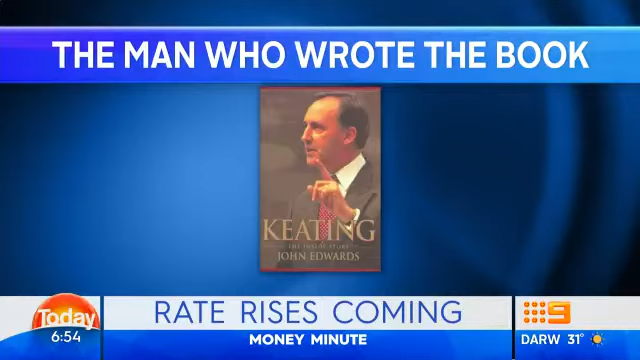 THE MAN WHO WROTE THE BOOK
KEATING
THE INSIDE STORY
JOHN EDWARDS
Today
6:54
RATE RISES COMING
MONEY MINUTE
9
DARW 31°